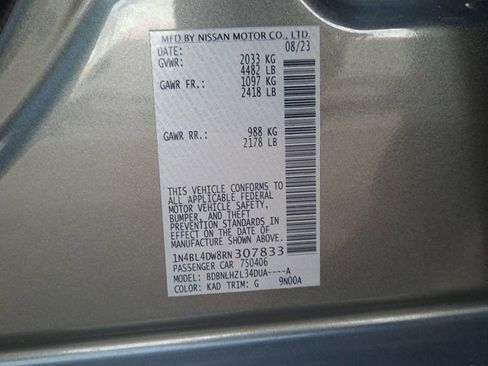 MFD BY NISSAN MOTOR CO., LTD.
DATE: 08/23
GVWR: 2033 KG
4482 LB
GAWR FR.: 1097 KG
2418 LB
GAWR RR.: 988 KG
2178 LB
THIS VEHICLE CONFORMS TO
ALL APPLICABLE FEDERAL
MOTOR VEHICLE SAFETY,
BUMPER, AND THEFT
PREVENTION STANDARDS IN
EFFECT ON THE DATE OF
MANUFACTURE SHOWN ABOVE.
1N4BL4DW8RN307833
PASSENGER CAR 750406
MODEL: BDBNLHZL34DUA----A
COLOR: KAD TRIM: G 9N00A